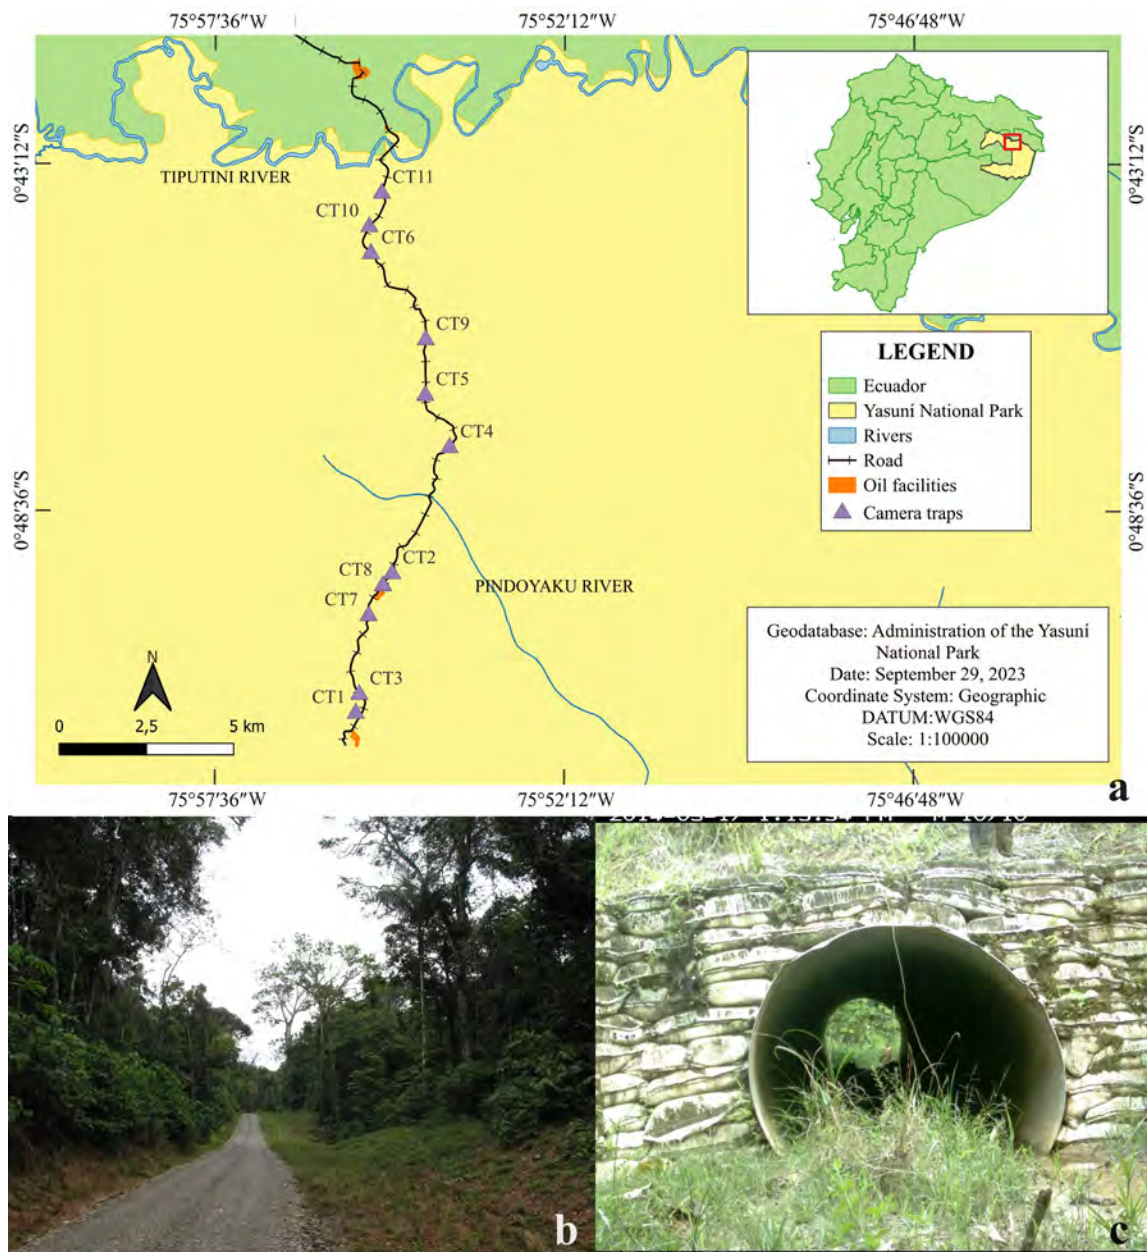 75°57'36"W
75°52'12"W
75°46'48"W
0°43'12"S
0°43'12"S
TIPUTINI RIVER
CT11
CT10
CT6
CT9
CT5
CT4
LEGEND
Ecuador
Yasuní National Park
Rivers
Road
Oil facilities
Camera traps
0°48'36"S
0°48'36"S
CT2
CT8
CT7
PINDOYAKU RIVER
CT3
CT1
N
0 2,5 5 km
Geodatabase: Administration of the Yasuní
National Park
Date: September 29, 2023
Coordinate System: Geographic
DATUM:WGS84
Scale: 1:100000
75°57'36"W
75°52'12"W
75°46'48"W
a
b
c